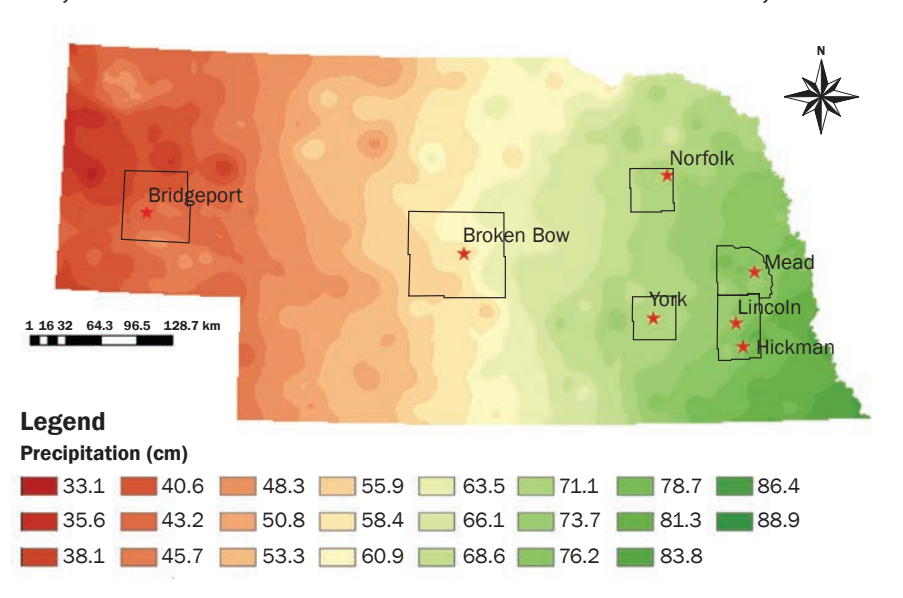 N
Norfolk
Bridgeport
Broken Bow
Mead
York
Lincoln
Hickman
1 16 32 64.3 96.5 128.7 km
Legend
Precipitation (cm)
33.1 40.6 48.3 55.9 63.5 71.1 78.7 86.4
35.6 43.2 50.8 58.4 66.1 73.7 81.3 88.9
38.1 45.7 53.3 60.9 68.6 76.2 83.8